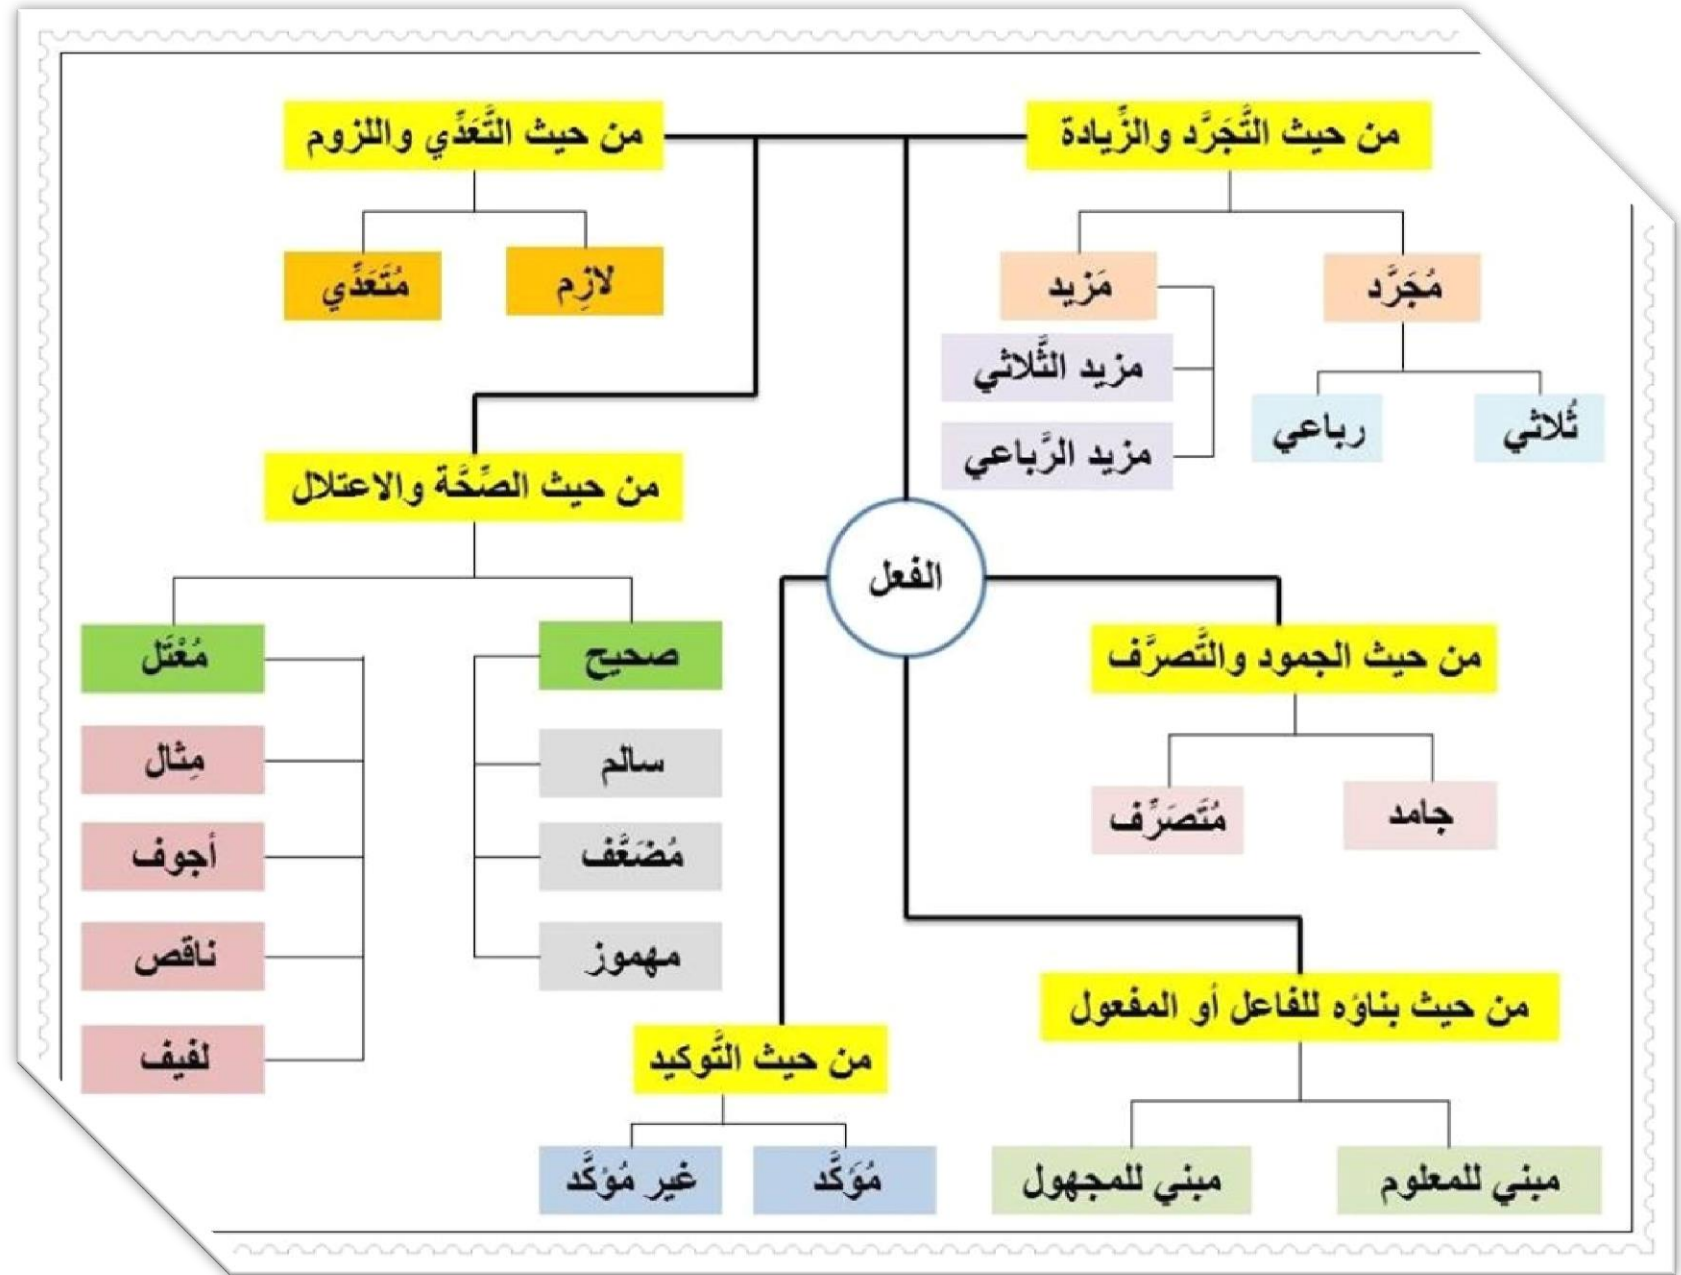 من حيث التَّجَرَّد والزِّيادة
مُجَرَّد
ثُلاثي
رباعي
مَزيد
مزيد الثَّلاثي
مزيد الرَّباعي
من حيث التَّعَدِّي واللزوم
لازِم
مُتَعَدِّي
من حيث الصِّحَّة والاعتلال
صحيح
سالم
مُضَعَّف
مهموز
مُعْتَل
مِثال
أجوف
ناقص
لفيف
الفعل
من حيث الجمود والتَّصرَّف
جامد
مُتَصَرِّف
من حيث بناؤه للفاعل أو المفعول
مبني للمعلوم
مبني للمجهول
من حيث التَّوكيد
مُؤَكَّد
غير مُؤكَّد